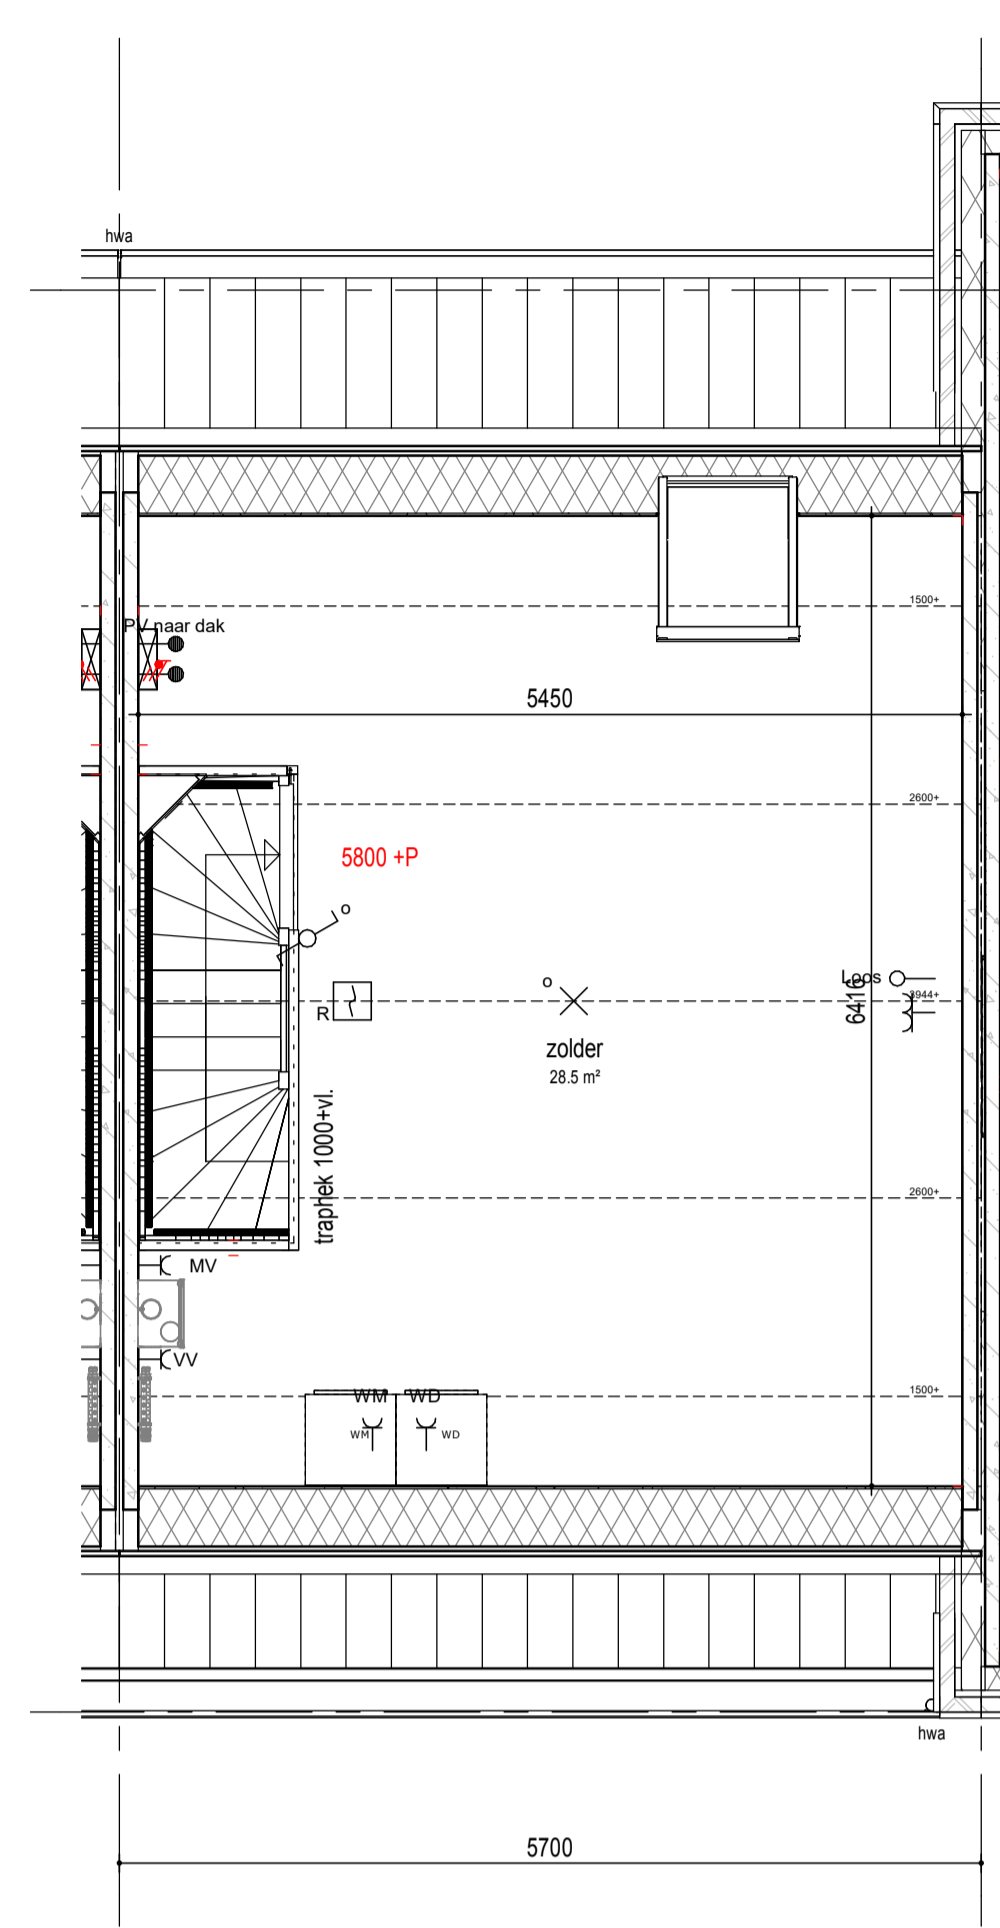 hwa
1500+
PV naar dak
5450
2600+
5800 +P
o
o
Loos
3944+
6416
R
zolder
28.5 m²
traphek 1000+vl.
2600+
MV
VV
1500+
WM
WD
WM
WD
hwa
5700